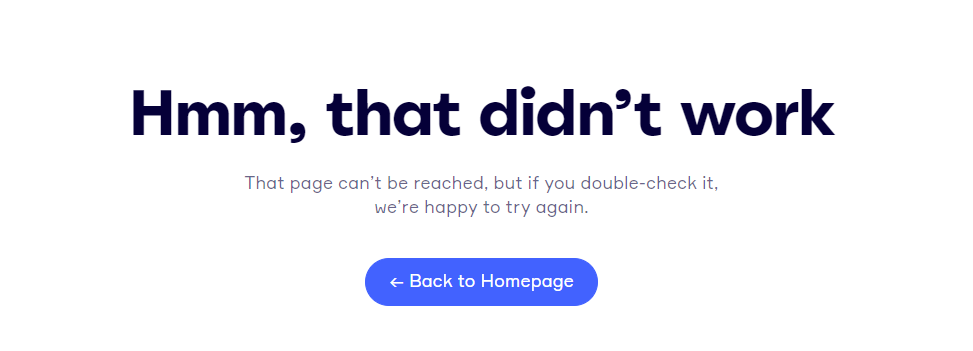 Hmm, that didn’t work
That page can’t be reached, but if you double-check it,
we’re happy to try again.
← Back to Homepage